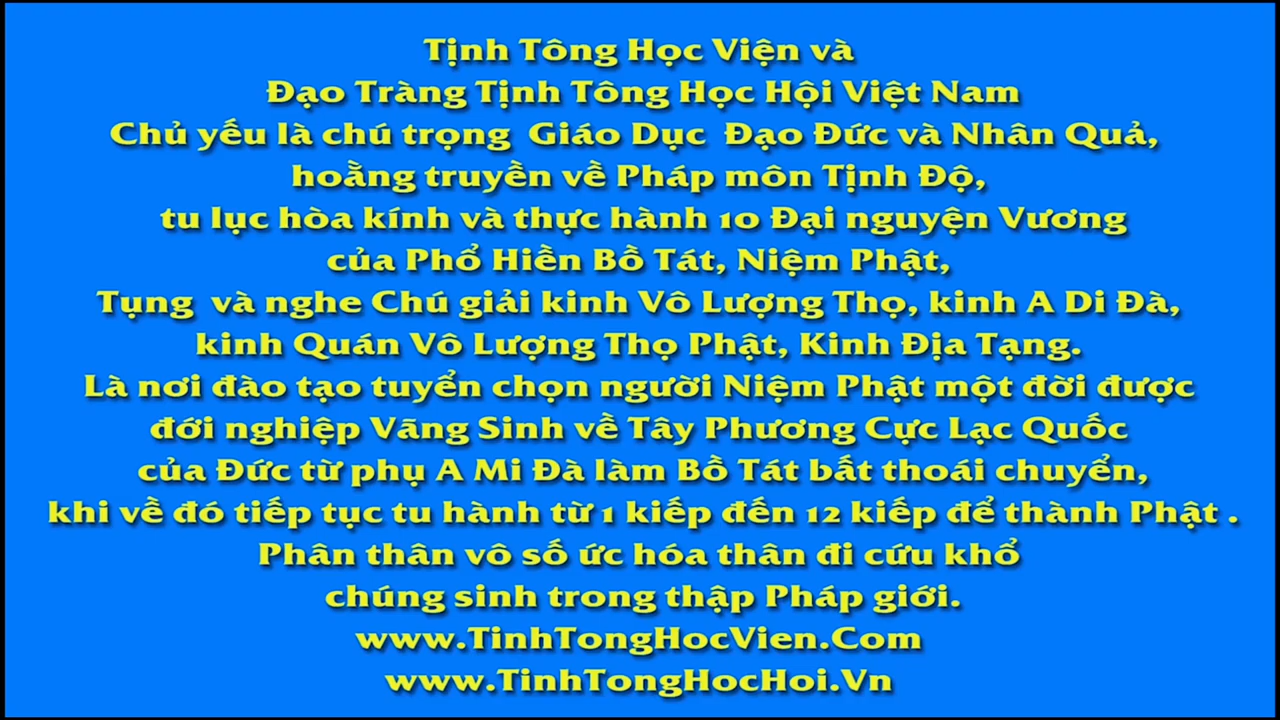 Tịnh Tông Học Viện và
Đạo Tràng Tịnh Tông Học Hội Việt Nam
Chủ yếu là chú trọng Giáo Dục Đạo Đức và Nhân Quả,
hoằng truyền về Pháp môn Tịnh Độ,
tu lục hòa kính và thực hành 10 Đại nguyện Vương
của Phổ Hiền Bồ Tát, Niệm Phật,
Tụng và nghe Chú giải kinh Vô Lượng Thọ, kinh A Di Đà,
kinh Quán Vô Lượng Thọ Phật, Kinh Địa Tạng.
Là nơi đào tạo tuyển chọn người Niệm Phật một đời được
đới nghiệp Vãng Sinh về Tây Phương Cực Lạc Quốc
của Đức từ phụ A Mi Đà làm Bồ Tát bất thoái chuyển,
khi về đó tiếp tục tu hành từ 1 kiếp đến 12 kiếp để thành Phật .
Phân thân vô số ức hóa thân đi cứu khổ
chúng sinh trong thập Pháp giới.
www.TinhTongHocVien.Com
www.TinhTongHocHoi.Vn